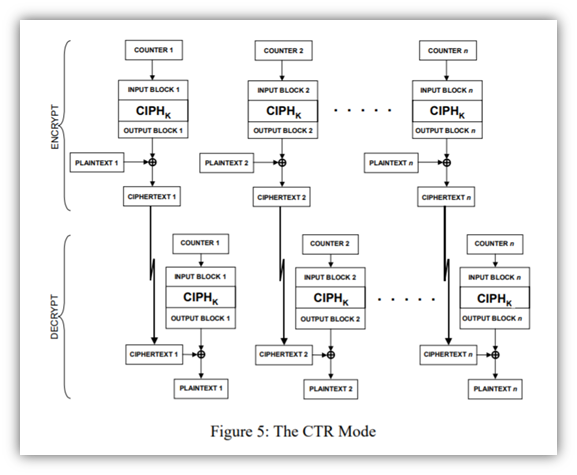 COUNTER 1 COUNTER 2 COUNTER n
INPUT BLOCK 1 INPUT BLOCK 2 INPUT BLOCK n
CIPHK CIPHK CIPHK
OUTPUT BLOCK 1 OUTPUT BLOCK 2 OUTPUT BLOCK n
PLAINTEXT 1 PLAINTEXT 2 PLAINTEXT n
CIPHERTEXT 1 CIPHERTEXT 2 CIPHERTEXT n
ENCRYPT
COUNTER 1 COUNTER 2 COUNTER n
INPUT BLOCK 1 INPUT BLOCK 2 INPUT BLOCK n
CIPHK CIPHK CIPHK
OUTPUT BLOCK 1 OUTPUT BLOCK 2 OUTPUT BLOCK n
CIPHERTEXT 1 CIPHERTEXT 2 CIPHERTEXT n
PLAINTEXT 1 PLAINTEXT 2 PLAINTEXT n
DECRYPT
Figure 5: The CTR Mode